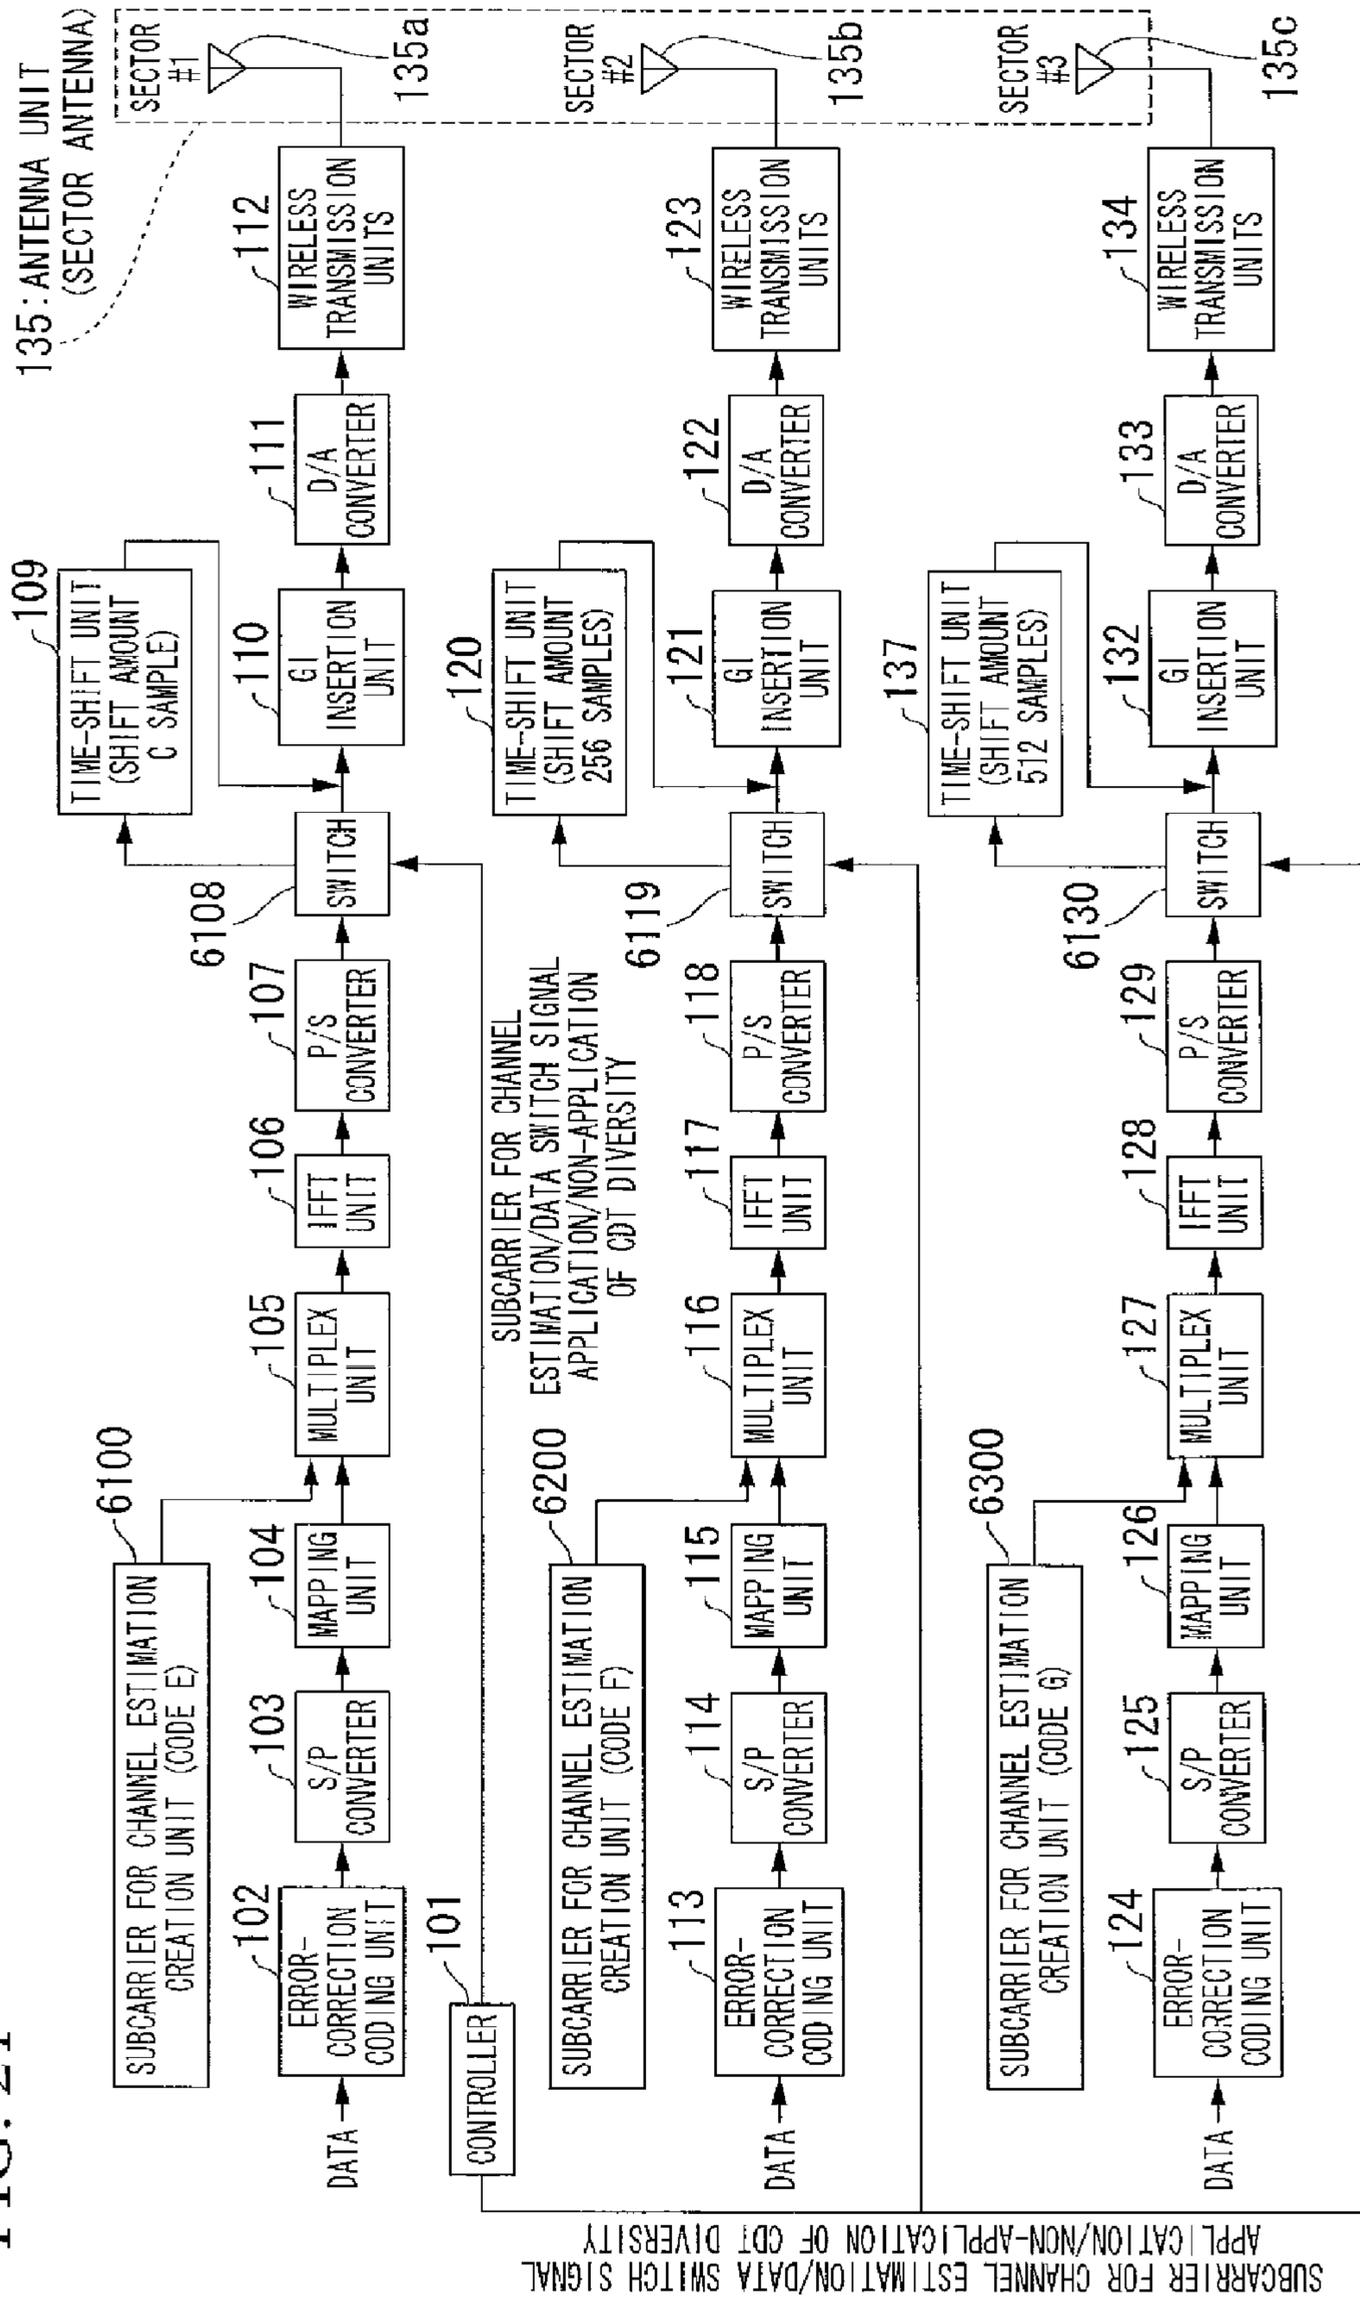 FIG. 21
135:ANTENNA UNIT
(SECTOR ANTENNA)
SUBCARRIER FOR CHANNEL ESTIMATION
CREATION UNIT (CODE E)
6100
109
TIME-SHIFT UNIT
(SHIFT AMOUNT
C SAMPLE)
SECTOR
#1
135a
DATA
102
ERROR-
CORRECTION
CODING UNIT
103
S/P
CONVERTER
104
MAPPING
UNIT
105
MULTIPLEX
UNIT
106
IFFT
UNIT
107
P/S
CONVERTER
6108
SWITCH
110
GI
INSERTION
UNIT
111
D/A
CONVERTER
112
WIRELESS
TRANSMISSION
UNITS
101
CONTROLLER
SUBCARRIER FOR CHANNEL
ESTIMATION/DATA SWITCH SIGNAL
APPLICATION/NON-APPLICATION
OF CDT DIVERSITY
SUBCARRIER FOR CHANNEL ESTIMATION
CREATION UNIT (CODE F)
6200
120
TIME-SHIFT UNIT
(SHIFT AMOUNT
256 SAMPLES)
SECTOR
#2
135b
DATA
113
ERROR-
CORRECTION
CODING UNIT
114
S/P
CONVERTER
115
MAPPING
UNIT
116
MULTIPLEX
UNIT
117
IFFT
UNIT
118
P/S
CONVERTER
6119
SWITCH
121
GI
INSERTION
UNIT
122
D/A
CONVERTER
123
WIRELESS
TRANSMISSION
UNITS
SUBCARRIER FOR CHANNEL ESTIMATION
CREATION UNIT (CODE G)
6300
137
TIME-SHIFT UNIT
(SHIFT AMOUNT
512 SAMPLES)
SECTOR
#3
135c
DATA
124
ERROR-
CORRECTION
CODING UNIT
125
S/P
CONVERTER
126
MAPPING
UNIT
127
MULTIPLEX
UNIT
128
IFFT
UNIT
129
P/S
CONVERTER
6130
SWITCH
132
GI
INSERTION
UNIT
133
D/A
CONVERTER
134
WIRELESS
TRANSMISSION
UNITS
SUBCARRIER FOR CHANNEL ESTIMATION/DATA SWITCH SIGNAL
APPLICATION/NON-APPLICATION OF CDT DIVERSITY